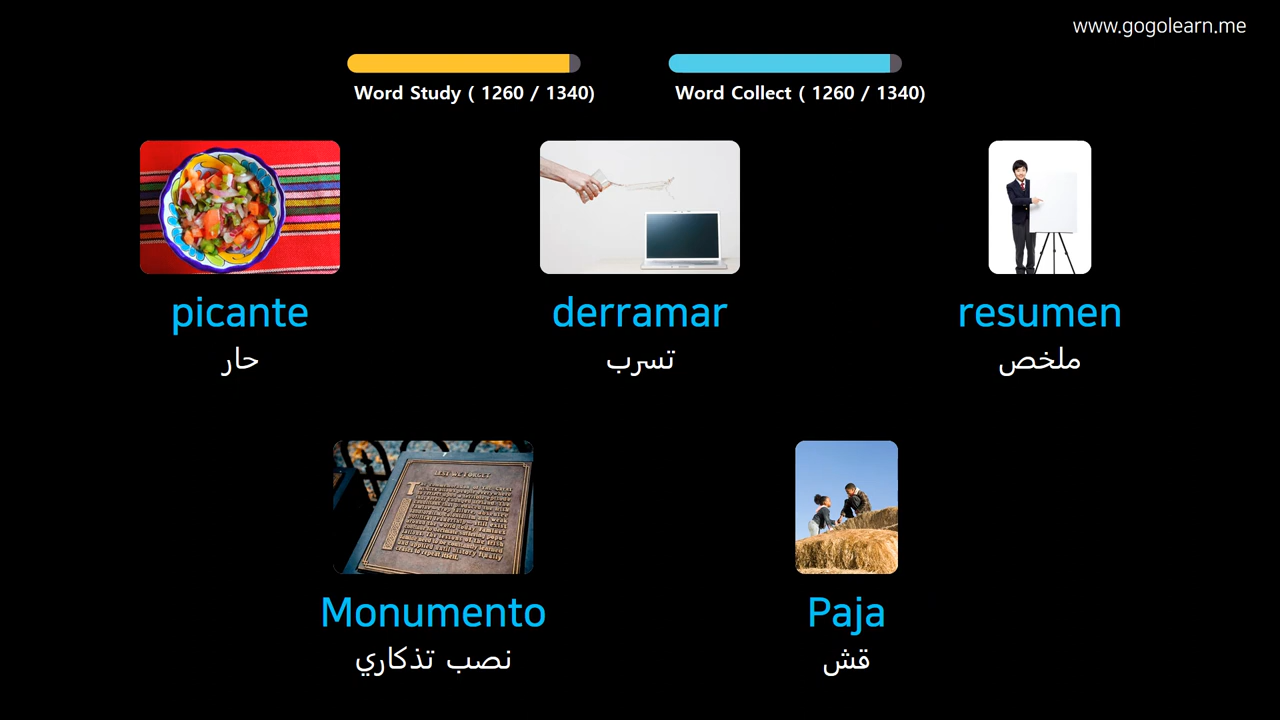 www.gogolearn.me
Word Study ( 1260 / 1340)
Word Collect ( 1260 / 1340)
picante
حار
derramar
تسرب
resumen
ملخص
LEST WE FORGET
Monumento
نصب تذكاري
Paja
قش